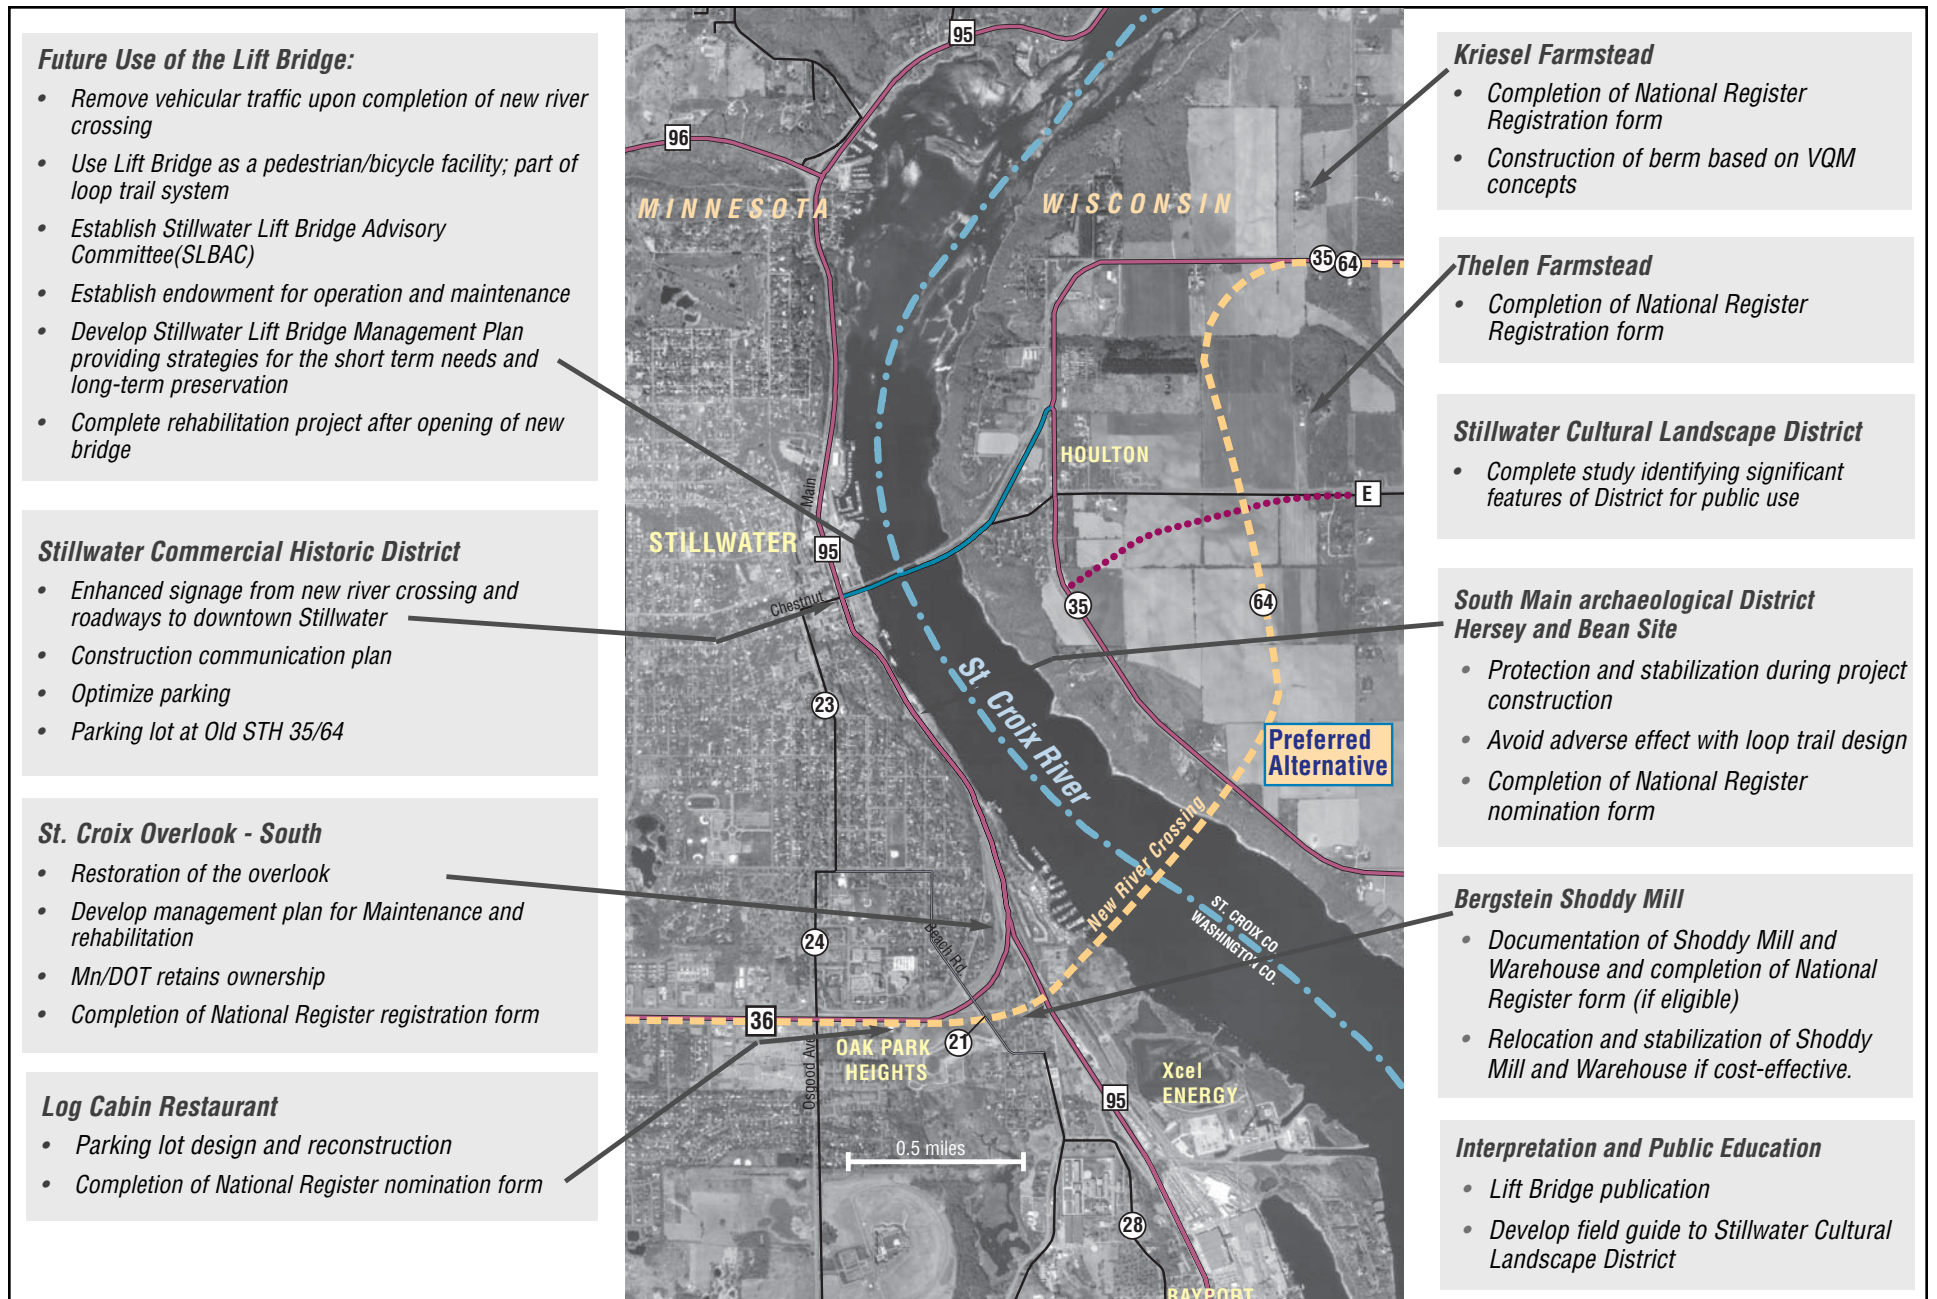 Future Use of the Lift Bridge:
• Remove vehicular traffic upon completion of new river
crossing
• Use Lift Bridge as a pedestrian/bicycle facility; part of
loop trail system
• Establish Stillwater Lift Bridge Advisory
Committee(SLBAC)
• Establish endowment for operation and maintenance
• Develop Stillwater Lift Bridge Management Plan
providing strategies for the short term needs and
long-term preservation
• Complete rehabilitation project after opening of new
bridge
Stillwater Commercial Historic District
• Enhanced signage from new river crossing and
roadways to downtown Stillwater
• Construction communication plan
• Optimize parking
• Parking lot at Old STH 35/64
St. Croix Overlook - South
• Restoration of the overlook
• Develop management plan for Maintenance and
rehabilitation
• Mn/DOT retains ownership
• Completion of National Register registration form
Log Cabin Restaurant
• Parking lot design and reconstruction
• Completion of National Register nomination form
95
96
MINNESOTA
WISCONSIN
35
64
HOULTON
Main
E
STILLWATER
95
Chestnut
35
64
23
St. Croix River
Preferred
Alternative
New River Crossing
ST. CROIX CO.
WASHINGTON CO.
24
Beach Rd.
36
OAK PARK
HEIGHTS
21
Osgood Ave
Xcel
ENERGY
95
0.5 miles
28
BAYPORT
Kriesel Farmstead
• Completion of National Register
Registration form
• Construction of berm based on VQM
concepts
Thelen Farmstead
• Completion of National Register
Registration form
Stillwater Cultural Landscape District
• Complete study identifying significant
features of District for public use
South Main archaeological District
Hersey and Bean Site
• Protection and stabilization during project
construction
• Avoid adverse effect with loop trail design
• Completion of National Register
nomination form
Bergstein Shoddy Mill
• Documentation of Shoddy Mill and
Warehouse and completion of National
Register form (if eligible)
• Relocation and stabilization of Shoddy
Mill and Warehouse if cost-effective.
Interpretation and Public Education
• Lift Bridge publication
• Develop field guide to Stillwater Cultural
Landscape District